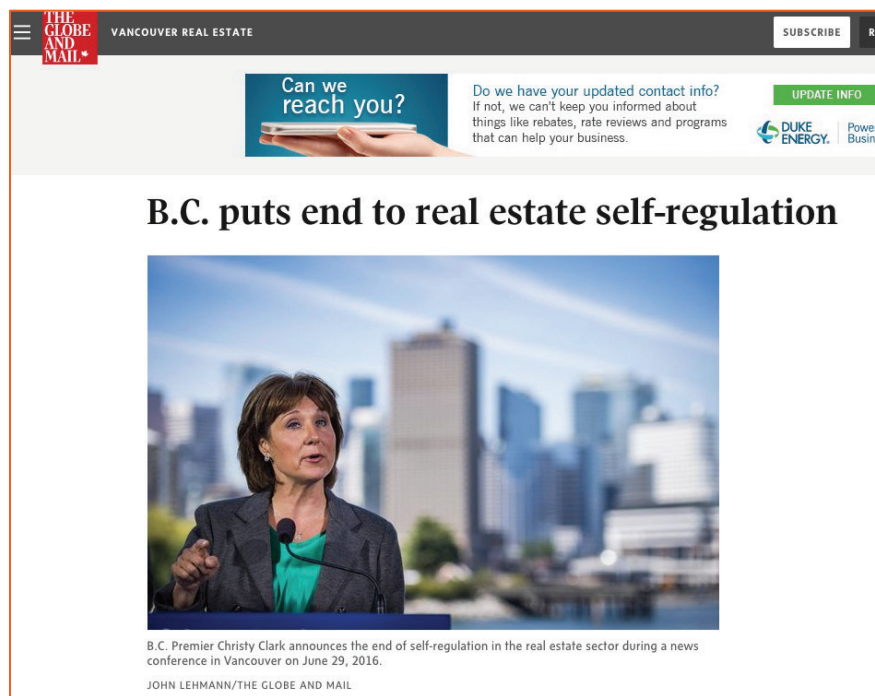 THE
GLOBE
AND
MAIL
VANCOUVER REAL ESTATE
SUBSCRIBE
R
Can we
reach you?
Do we have your updated contact info?
If not, we can't keep you informed about
things like rebates, rate reviews and programs
that can help your business.
UPDATE INFO
DUKE
ENERGY.
Powe
Busin
B.C. puts end to real estate self-regulation
B.C. Premier Christy Clark announces the end of self-regulation in the real estate sector during a news
conference in Vancouver on June 29, 2016.
JOHN LEHMANN/THE GLOBE AND MAIL